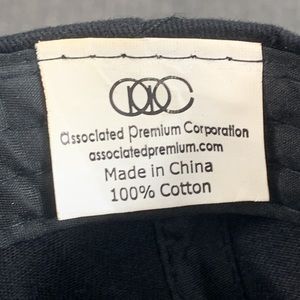 associated Premium Corporation
associatedpremium.com
Made in China
100% Cotton